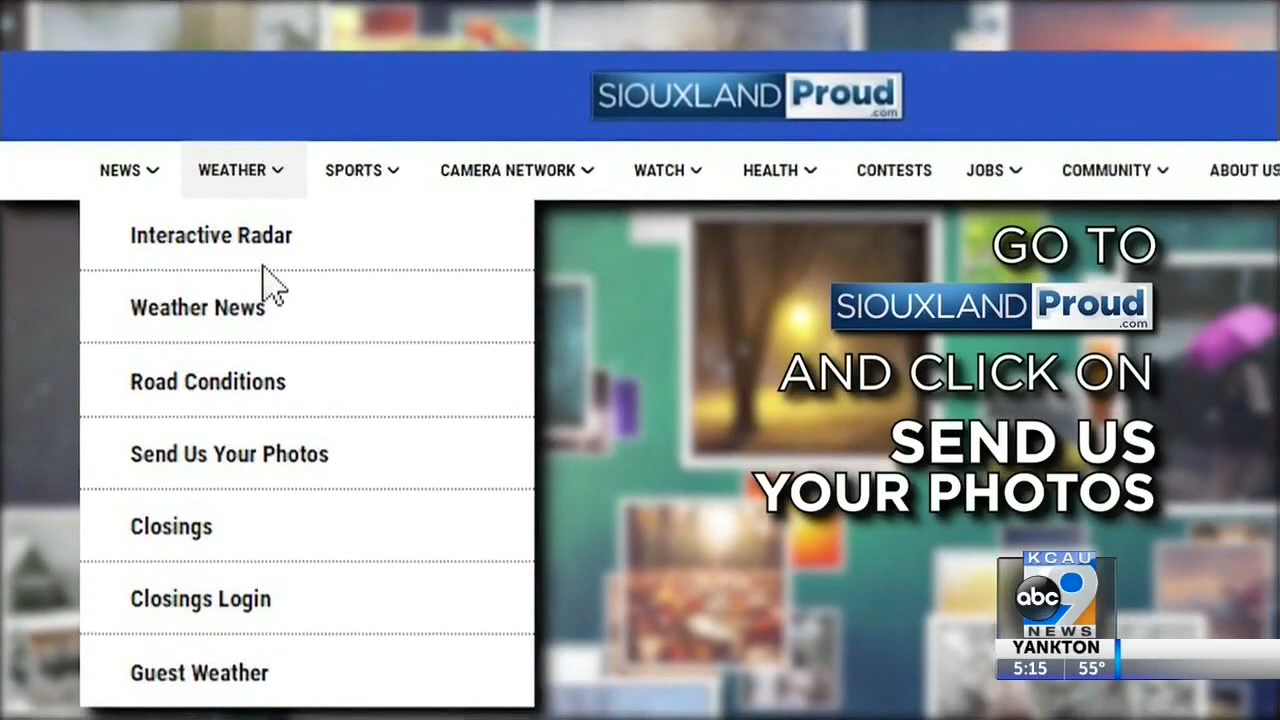 SIOUXLAND Proud
.com
NEWS WEATHER SPORTS CAMERA NETWORK WATCH HEALTH CONTESTS JOBS COMMUNITY ABOUT US
Interactive Radar
Weather News
Road Conditions
Send Us Your Photos
Closings
Closings Login
Guest Weather
GO TO
SIOUXLAND Proud
.com
AND CLICK ON
SEND US
YOUR PHOTOS
KCAU
abc 9
NEWS
YANKTON
5:15 55°